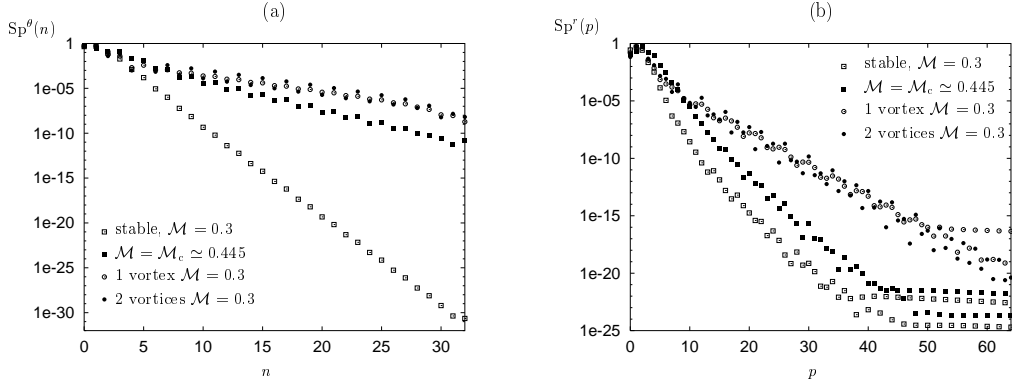 (a)
Sp^θ(n)
1
1e-05
1e-10
1e-15
1e-20
1e-25
1e-30
stable, ℳ = 0.3
ℳ = ℳ_c ≃ 0.445
1 vortex ℳ = 0.3
2 vortices ℳ = 0.3
0 5 10 15 20 25 30
n
(b)
Sp^r(p)
1
1e-05
1e-10
1e-15
1e-20
1e-25
stable, ℳ = 0.3
ℳ = ℳ_c ≃ 0.445
1 vortex ℳ = 0.3
2 vortices ℳ = 0.3
0 10 20 30 40 50 60
p